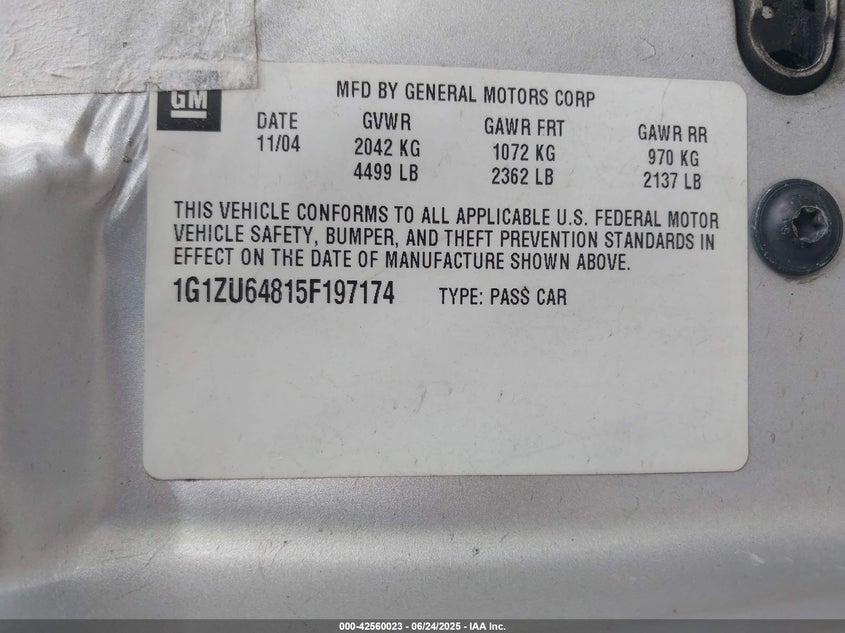 GM
MFD BY GENERAL MOTORS CORP
DATE GVWR GAWR FRT GAWR RR
11/04 2042 KG 1072 KG 970 KG
4499 LB 2362 LB 2137 LB
THIS VEHICLE CONFORMS TO ALL APPLICABLE U.S. FEDERAL MOTOR
VEHICLE SAFETY, BUMPER, AND THEFT PREVENTION STANDARDS IN
EFFECT ON THE DATE OF MANUFACTURE SHOWN ABOVE.
1G1ZU64815F197174 TYPE: PASS CAR
000-42560023 - 06/24/2025 - IAA Inc.